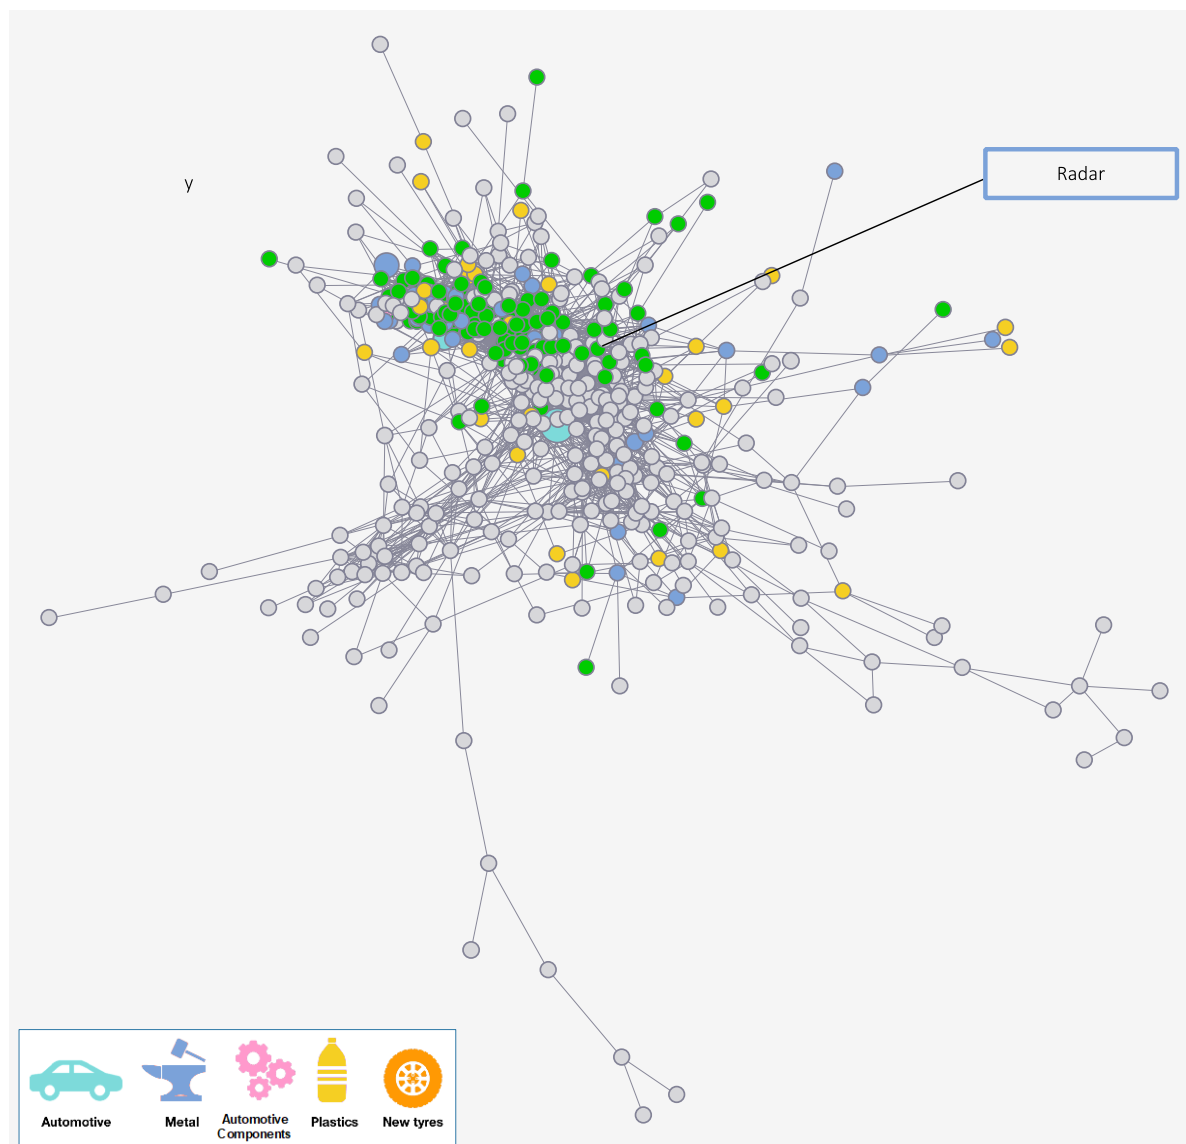 y
Radar
Automotive
Metal
Automotive
Components
Plastics
New tyres